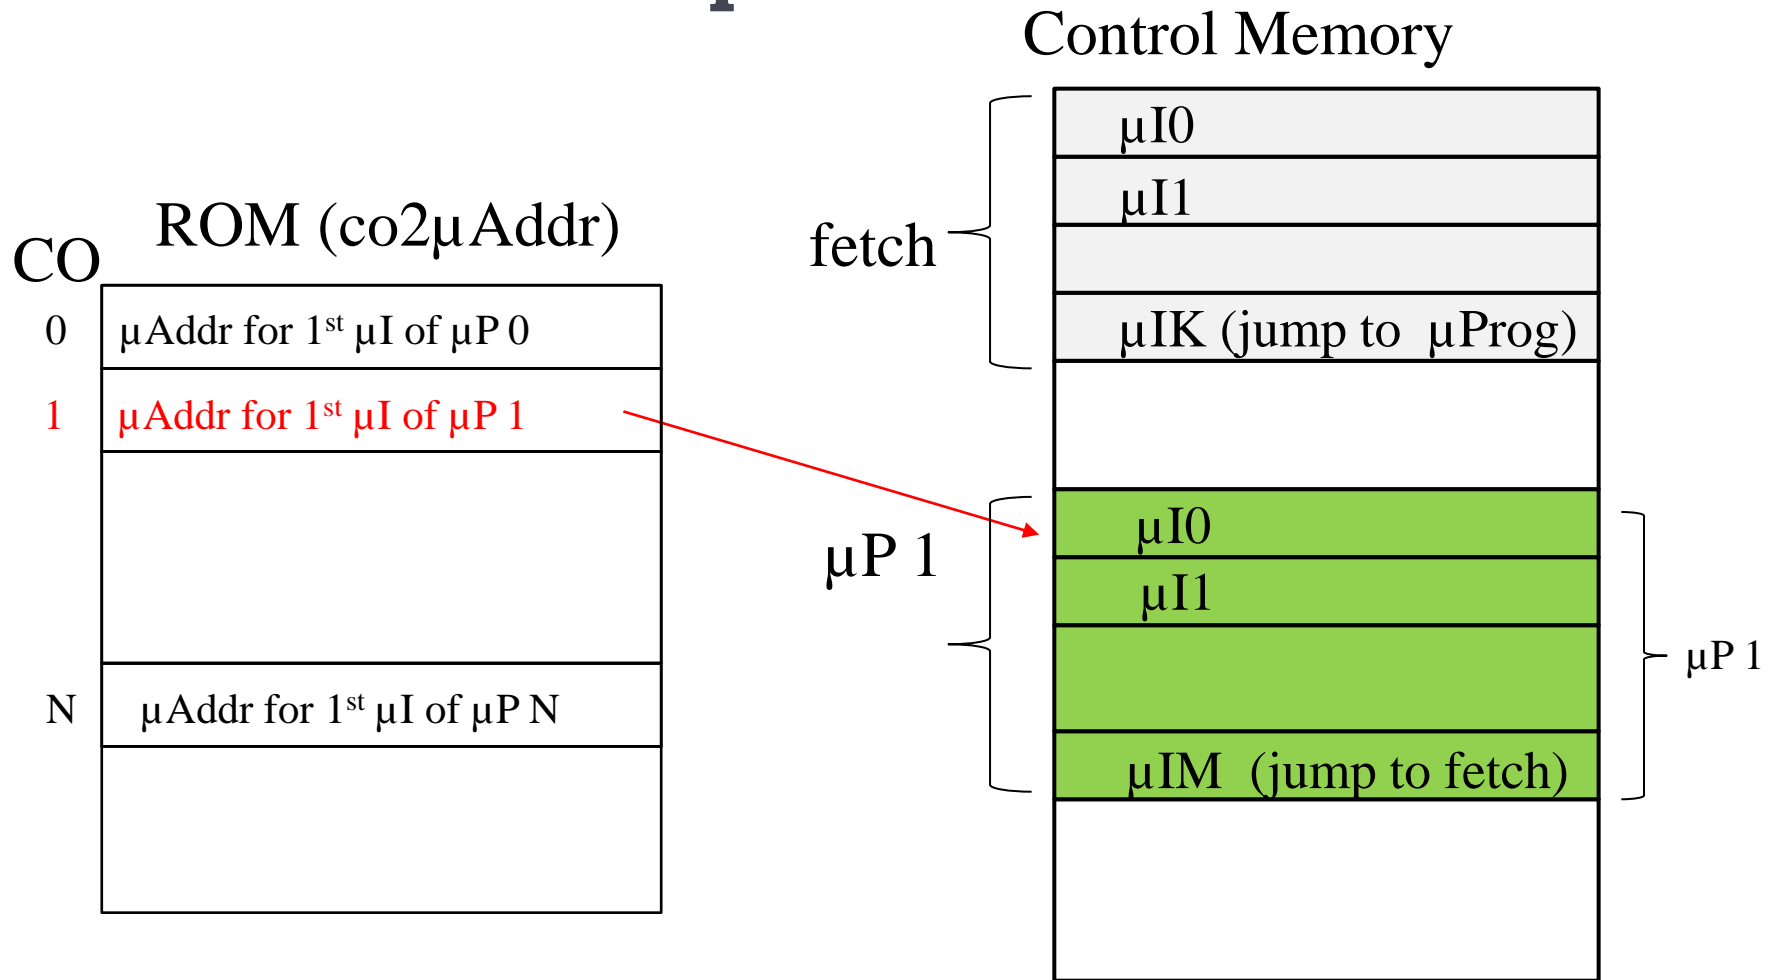 Control Memory
µI0
µI1
fetch
µIK (jump to µProg)
ROM (co2µAddr)
CO
0 µAddr for 1st µI of µP 0
1 µAddr for 1st µI of µP 1
N µAddr for 1st µI of µP N
µP 1
µI0
µI1
µIM (jump to fetch)
µP 1